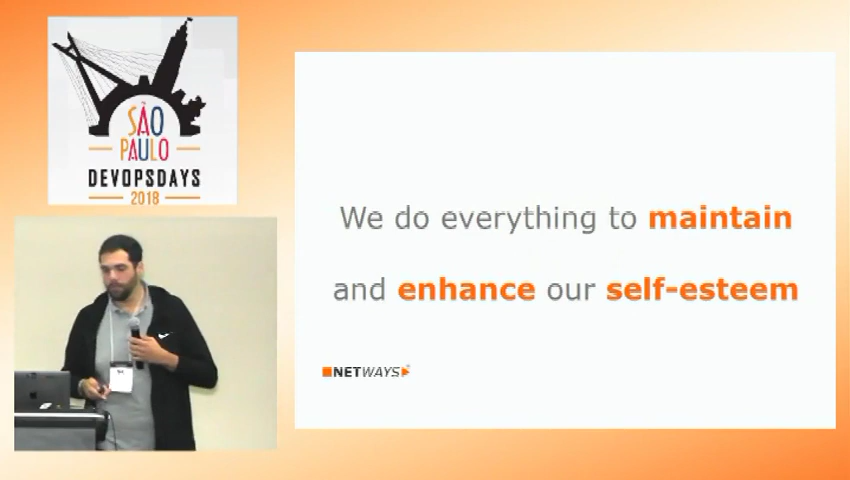 SÃO
PAULO
DEVOPSDAYS
2018
We do everything to maintain
and enhance our self-esteem
NETWAYS